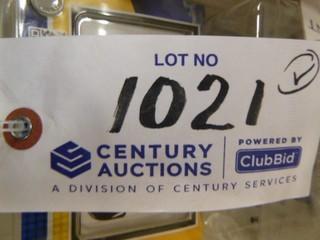 LOT NO
1021
CENTURY AUCTIONS
POWERED BY
ClubBid
A DIVISION OF CENTURY SERVICES